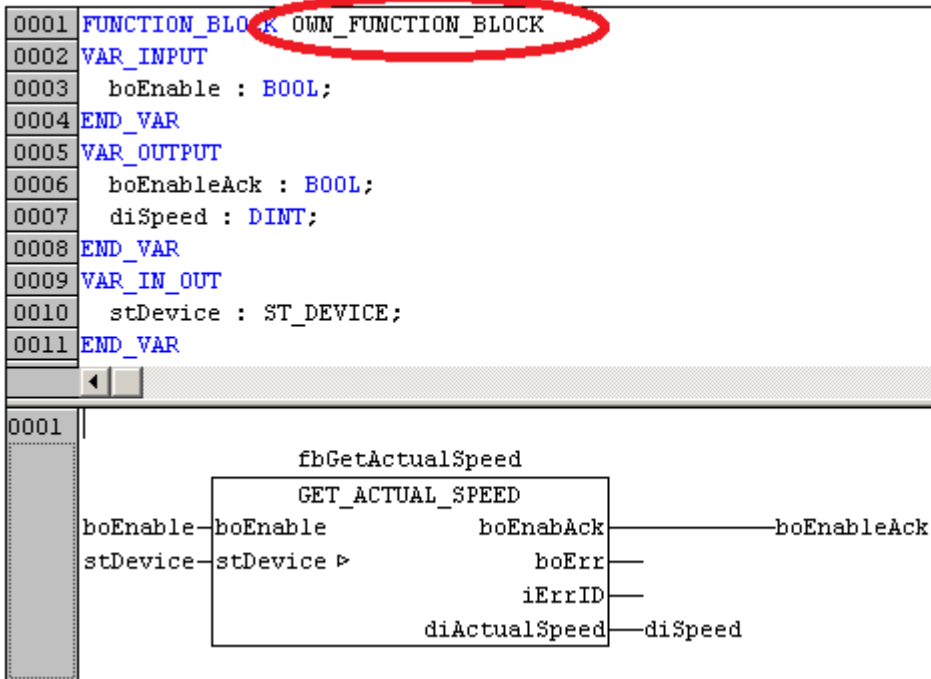 0001 FUNCTION_BLOCK OWN_FUNCTION_BLOCK
0002 VAR_INPUT
0003 boEnable : BOOL;
0004 END_VAR
0005 VAR_OUTPUT
0006 boEnableAck : BOOL;
0007 diSpeed : DINT;
0008 END_VAR
0009 VAR_IN_OUT
0010 stDevice : ST_DEVICE;
0011 END_VAR
0001
fbGetActualSpeed
GET_ACTUAL_SPEED
boEnable boEnable boEnabAck boEnableAck
stDevice stDevice boErr
iErrID
diActualSpeed diSpeed